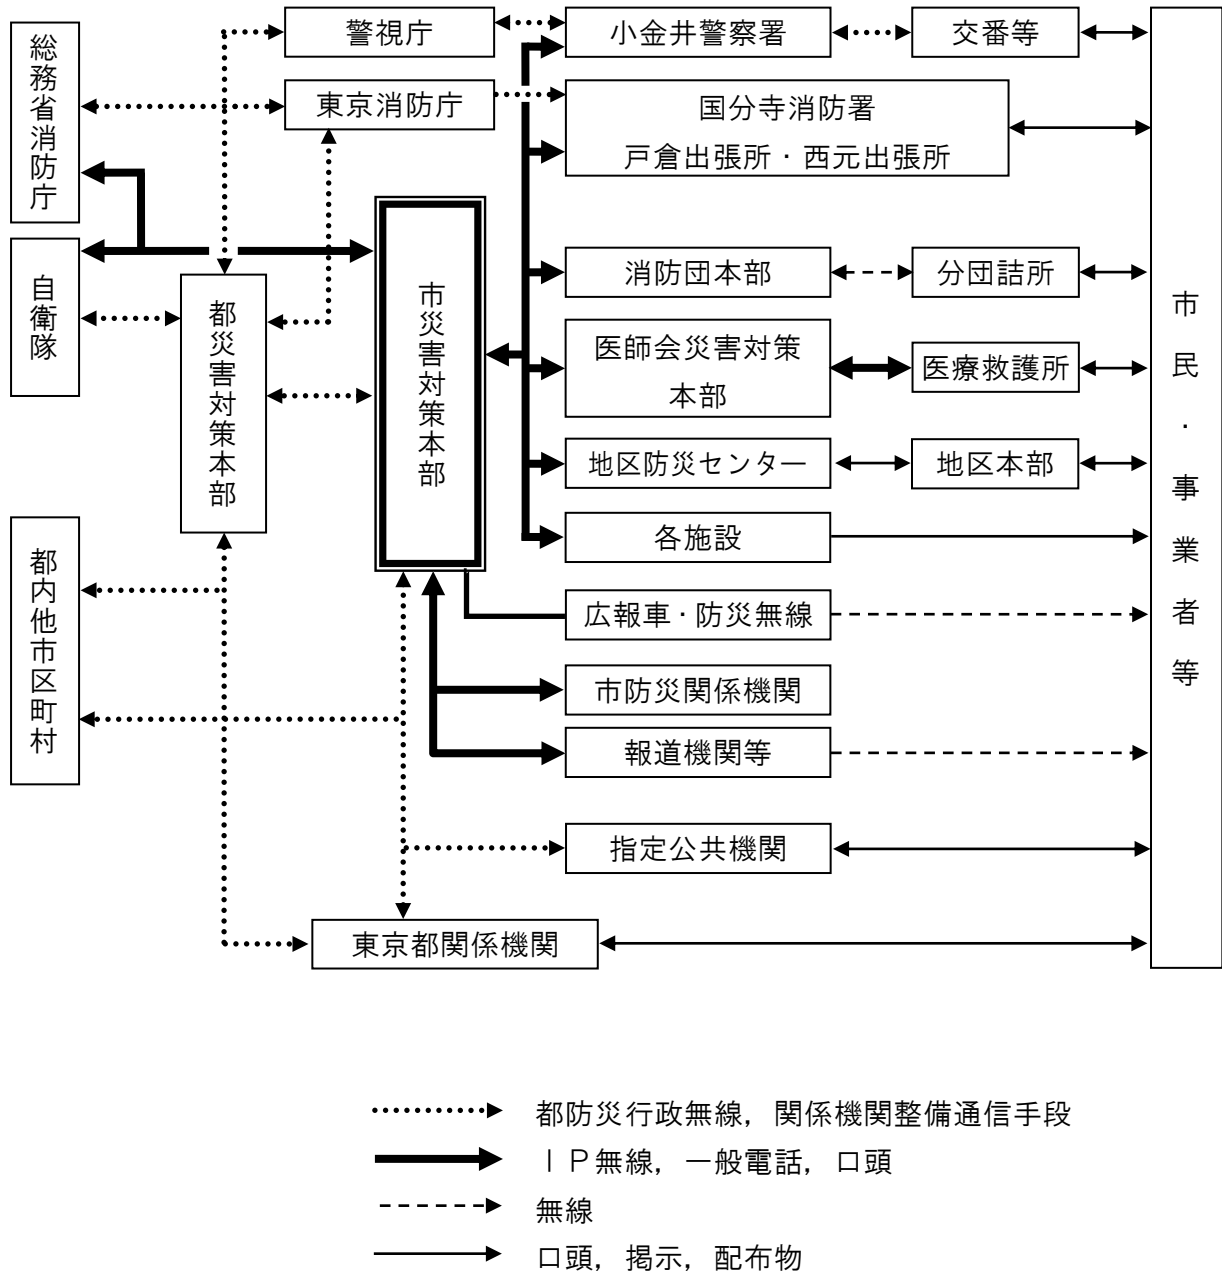 総務省消防庁
自衛隊
都内他市区町村
都災害対策本部
警視庁
東京消防庁
市災害対策本部
小金井警察署
交番等
国分寺消防署
戸倉出張所・西元出張所
消防団本部
分団詰所
医師会災害対策
本部
医療救護所
地区防災センター
地区本部
各施設
広報車・防災無線
市防災関係機関
報道機関等
指定公共機関
東京都関係機関
市民・事業者等
都防災行政無線，関係機関整備通信手段
ＩＰ無線，一般電話，口頭
無線
口頭，掲示，配布物